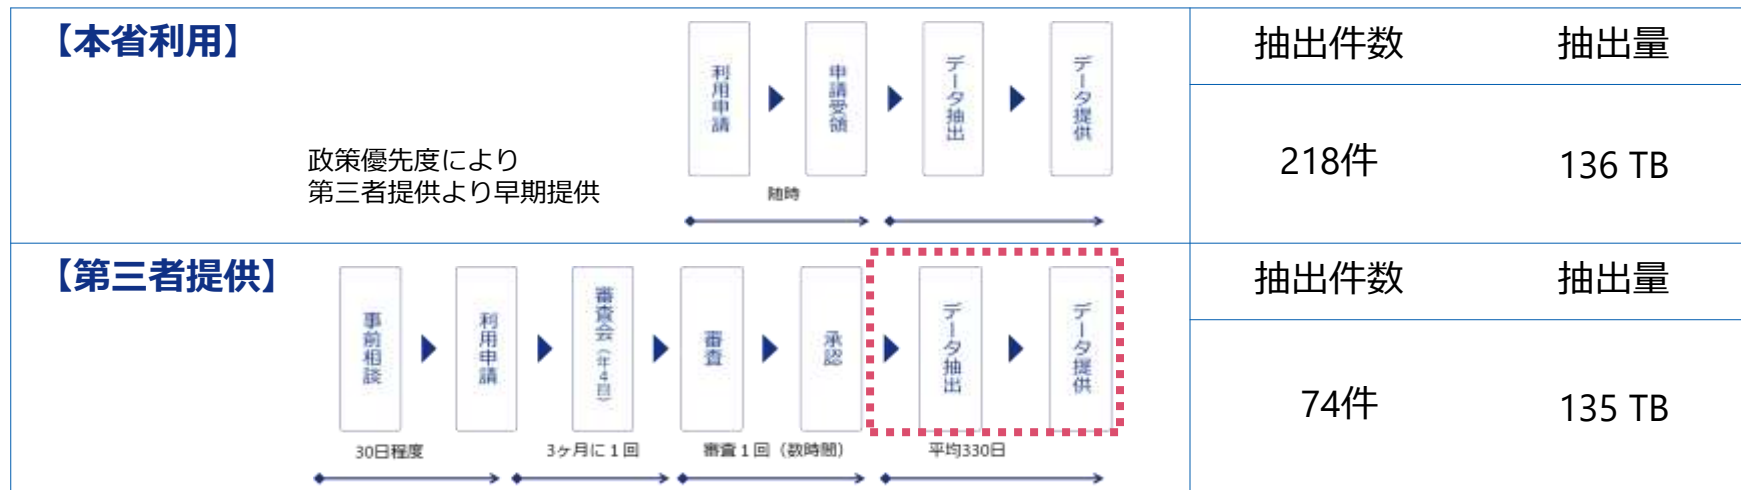 【本省利用】
政策優先度により
第三者提供より早期提供
利用申請
申請受領
データ抽出
データ提供
随時
抽出件数
抽出量
218件
136 TB
【第三者提供】
事前相談
利用申請
審査会（年4回）
審査
承認
データ抽出
データ提供
30日程度
3ヶ月に１回
審査１回（数時間）
平均330日
抽出件数
抽出量
74件
135 TB